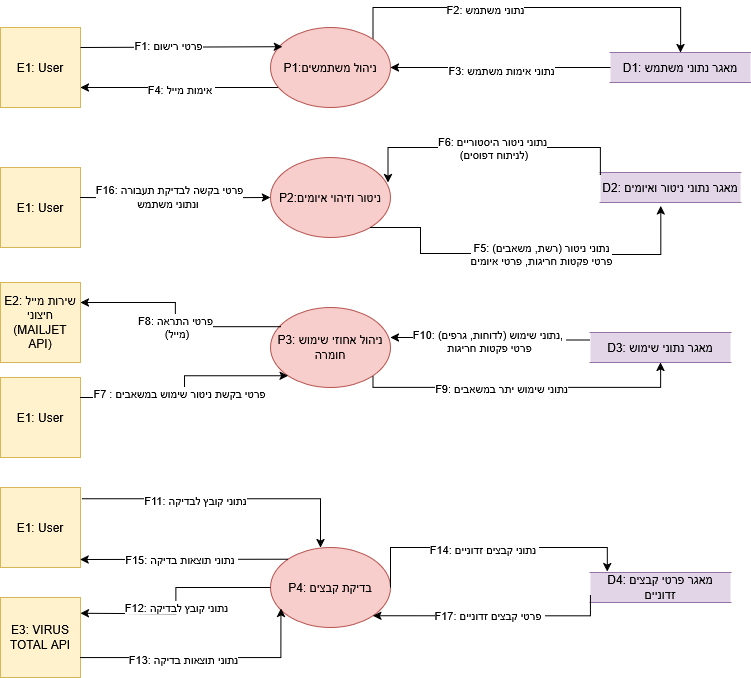 F2: נתוני משתמש
F1: פרטי רישום
E1: User
P1:ניהול משתמשים
F3: נתוני אימות משתמש
D1: מאגר נתוני משתמש
F4: אימות מייל
F6: נתוני ניטור היסטוריים
(לניתוח דפוסים)
F16: פרטי בקשה לבדיקת תעבורה
ונתוני משתמש
E1: User
P2:ניטור וזיהוי איומים
D2: מאגר נתוני ניטור ואיומים
F5: נתוני ניטור (רשת, משאבים)
פרטי פקטות חריגות, פרטי איומים
E2: שירות מייל
חיצוני
(MAILJET
API)
F8: פרטי התראה
(מייל)
P3: ניהול אחוזי שימוש
חומרה
F10: נתוני שימוש (לדוחות, גרפים),
פרטי פקטות חריגות
D3: מאגר נתוני שימוש
F7: פרטי בקשת ניטור שימוש במשאבים
F9: נתוני שימוש יתר במשאבים
E1: User
F11: נתוני קובץ לבדיקה
E1: User
F15: נתוני תוצאות בדיקה
F14: נתוני קבצים זדוניים
P4: בדיקת קבצים
D4: מאגר פרטי קבצים
זדוניים
F12: נתוני קובץ לבדיקה
F17: פרטי קבצים זדוניים
E3: VIRUS
TOTAL API
F13: נתוני תוצאות בדיקה